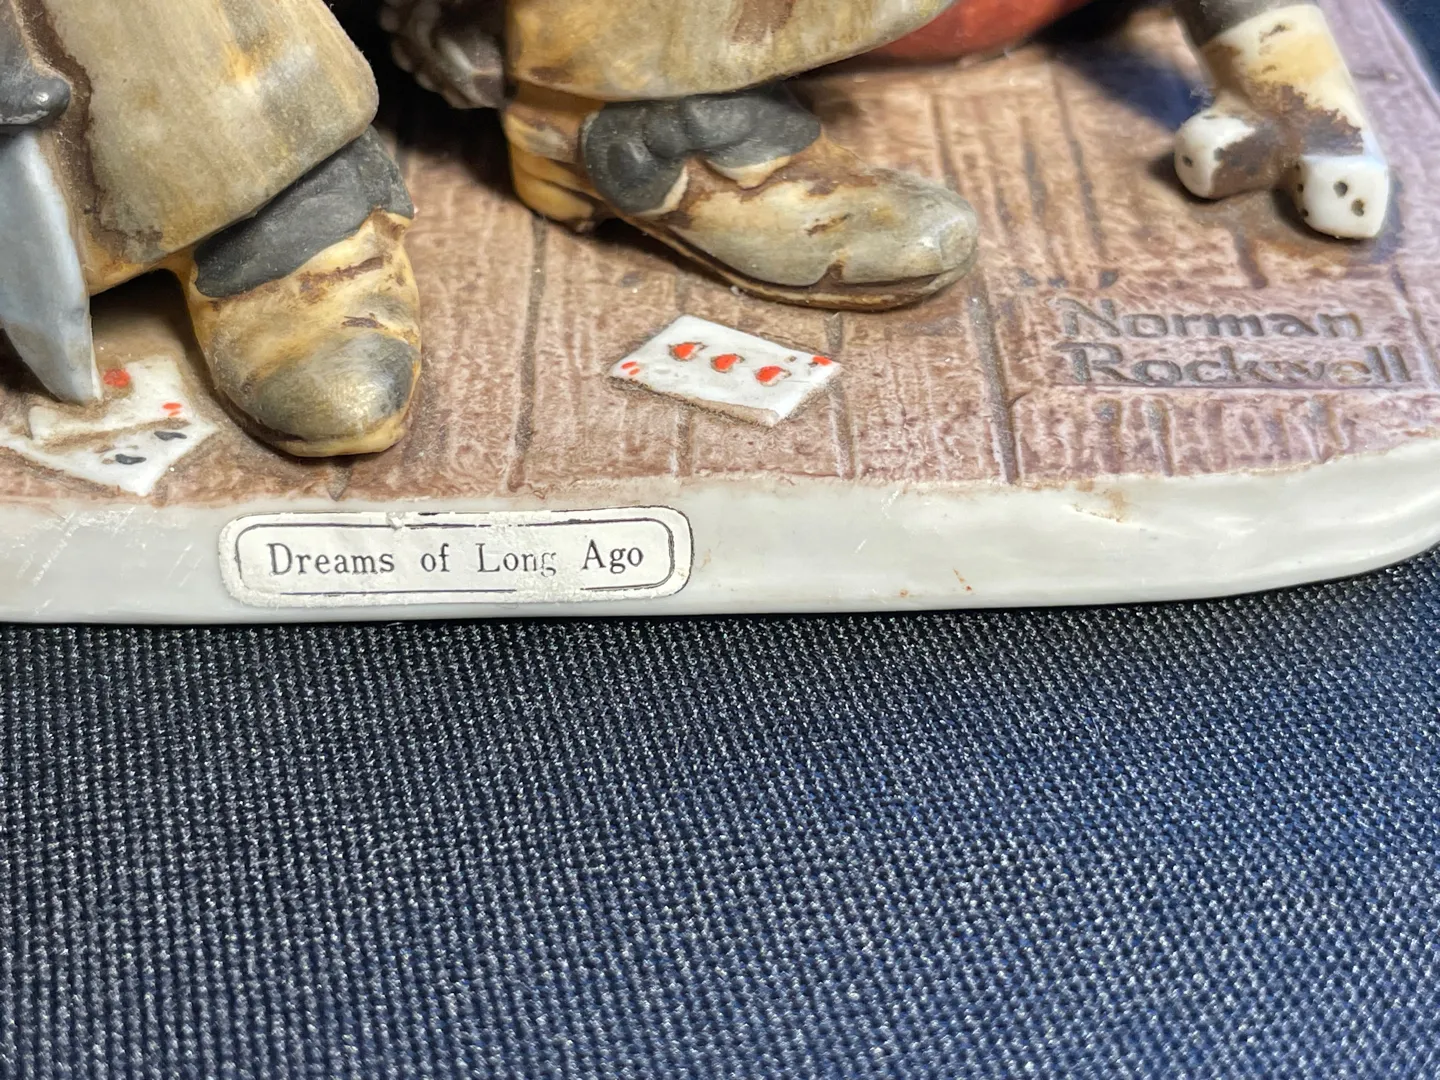 Norman
Rockwell
Dreams of Long Ago